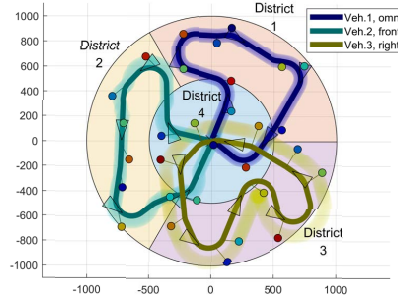 District
1
Veh.1, omn
Veh.2, front
Veh.3, right
District
2
District
4
District
3
1000
800
600
400
200
0
-200
-400
-600
-800
-1000
-1000
-500
0
500
1000